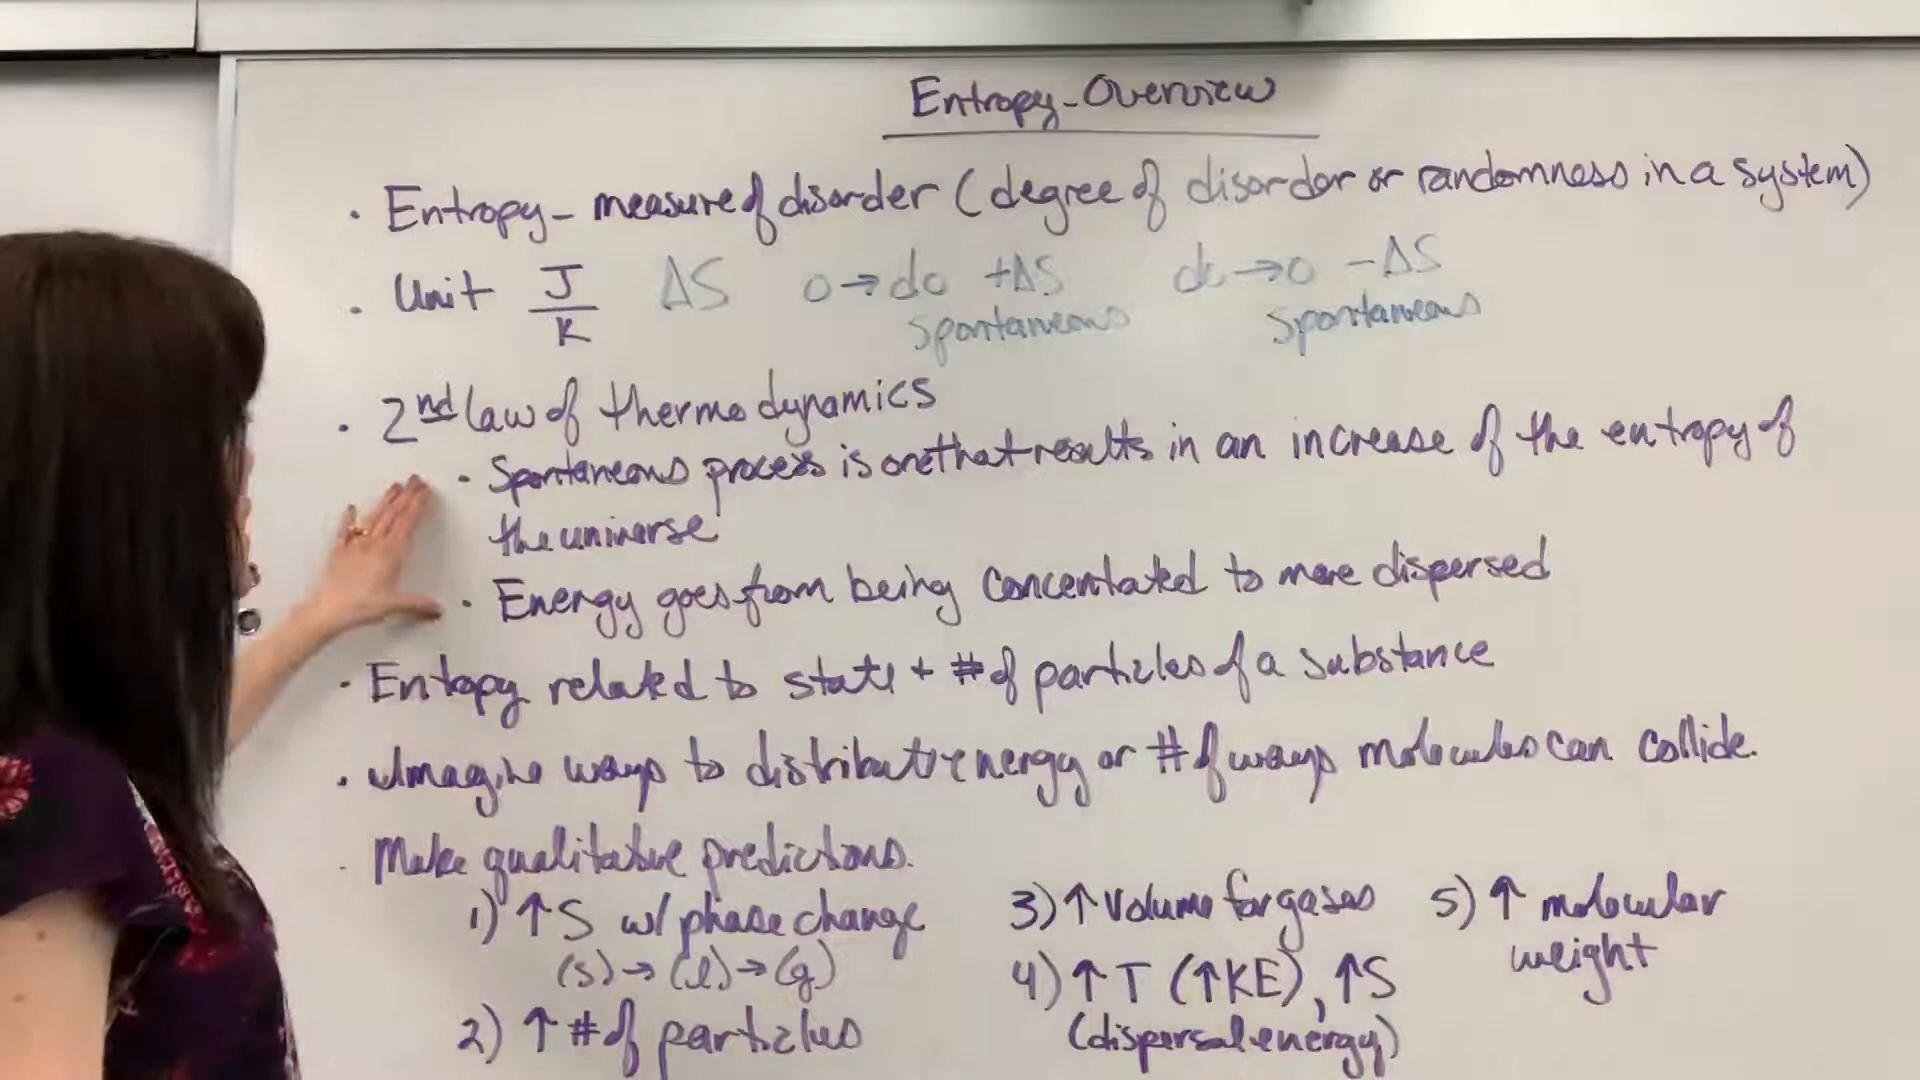 Entropy - Overview
· Entropy - measure of disorder (degree of disorder or randomness in a system)
· Unit J/K ΔS o → do +ΔS do → o -ΔS
spontaneous spontaneous
· 2nd law of thermodynamics
· Spontaneous process is one that results in an increase of the entropy of
the universe
· Energy goes from being concentrated to more dispersed
· Entropy related to state + # of particles of a substance
· Imagine ways to distribute energy or # of ways molecules can collide.
· Make qualitative predictions.
1) ↑S w/ phase change
(s) → (l) → (g)
2) ↑ # of particles
3) ↑ Volume for gases
4) ↑ T (↑KE), ↑S
(dispersal energy)
5) ↑ molecular
weight